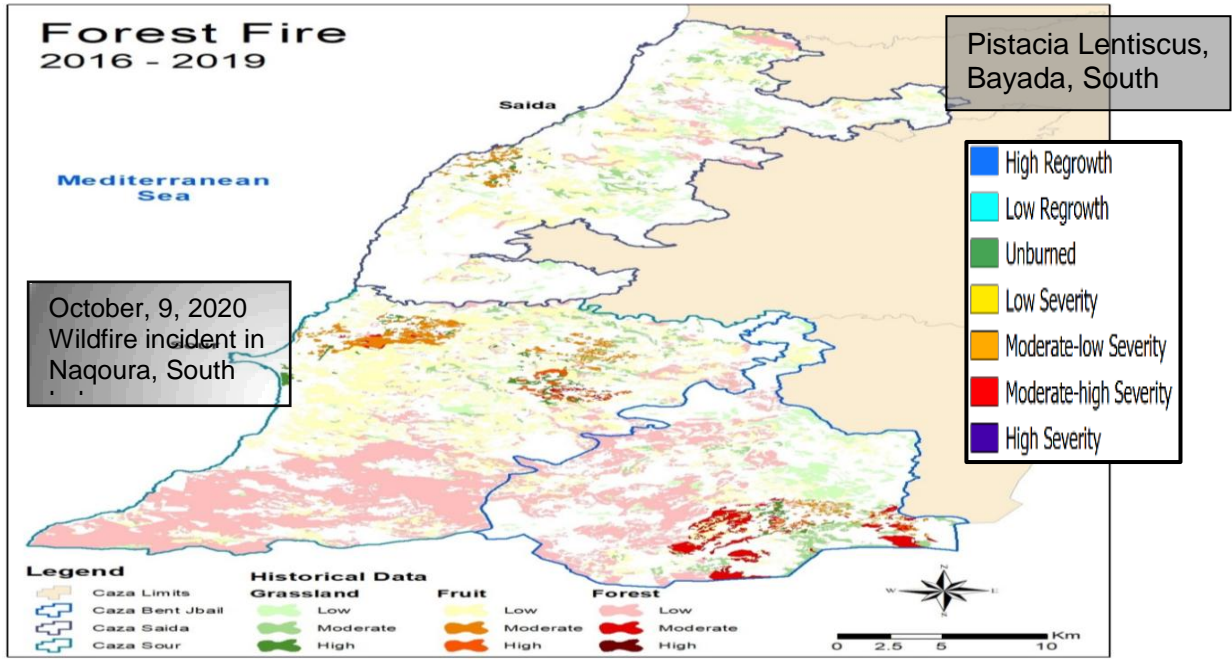 Forest Fire
2016 - 2019
Pistacia Lentiscus,
Bayada, South
Saida
Mediterranean
Sea
High Regrowth
Low Regrowth
Unburned
Low Severity
Moderate-low Severity
Moderate-high Severity
High Severity
October, 9, 2020
Wildfire incident in
Naqoura, South
Legend
Caza Limits
Caza Bent Jbail
Caza Saida
Caza Sour
Historical Data
Grassland
Low
Moderate
High
Fruit
Low
Moderate
High
Forest
Low
Moderate
High
N
W
E
S
Km
0 2.5 5 10